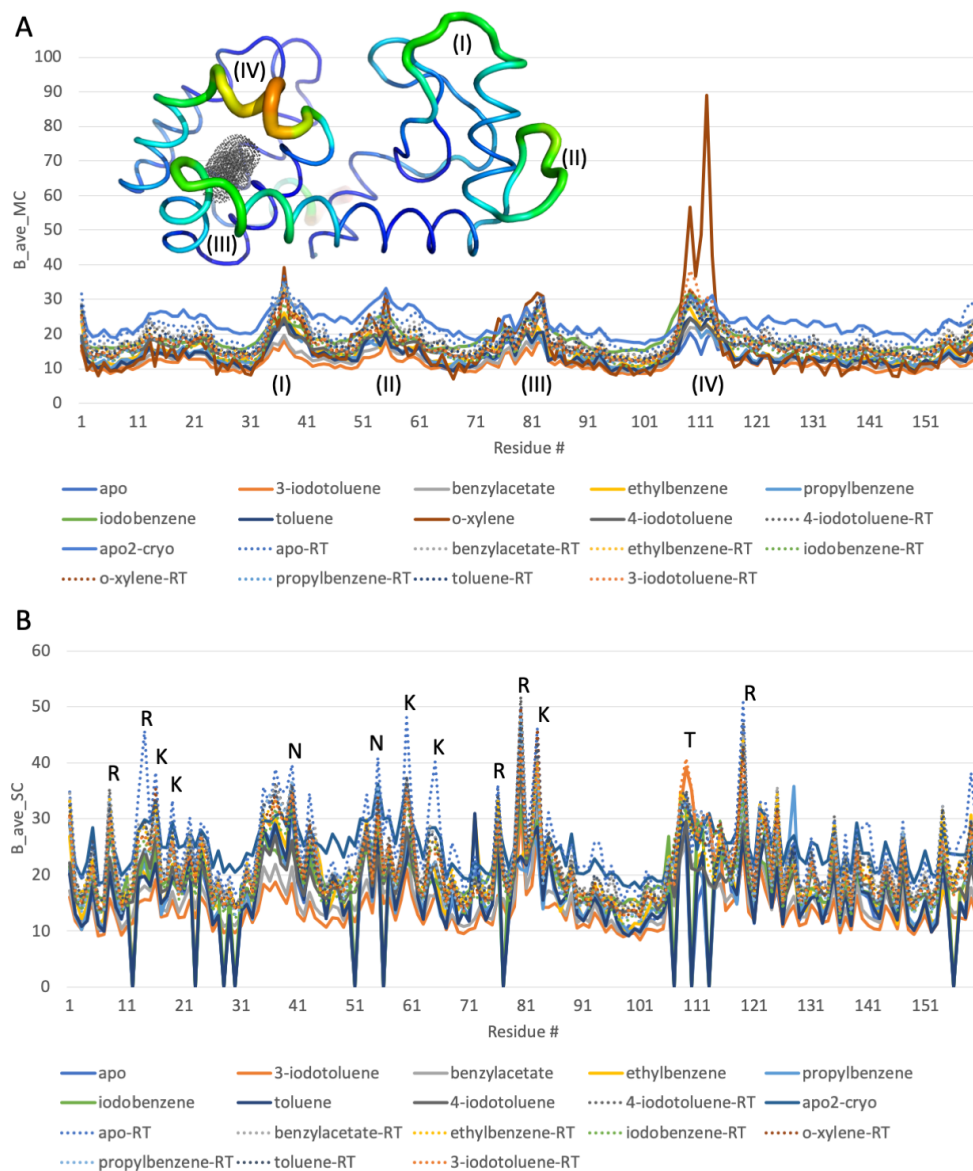 A
(I)
(IV)
(II)
(III)
B_ave_MC
100
90
80
70
60
50
40
30
20
10
0
(I) (II) (III) (IV)
1 11 21 31 41 51 61 71 81 91 101 111 121 131 141 151
Residue #
apo 3-iodotoluene benzylacetate ethylbenzene propylbenzene
iodobenzene toluene o-xylene 4-iodotoluene 4-iodotoluene-RT
apo2-cryo apo-RT benzylacetate-RT ethylbenzene-RT iodobenzene-RT
o-xylene-RT propylbenzene-RT toluene-RT 3-iodotoluene-RT
B
B_ave_SC
60
50
40
30
20
10
0
R R K K N N K K R R K T R
1 11 21 31 41 51 61 71 81 91 101 111 121 131 141 151
Residue #
apo 3-iodotoluene benzylacetate ethylbenzene propylbenzene
iodobenzene toluene 4-iodotoluene 4-iodotoluene-RT apo2-cryo
apo-RT benzylacetate-RT ethylbenzene-RT iodobenzene-RT o-xylene-RT
propylbenzene-RT toluene-RT 3-iodotoluene-RT